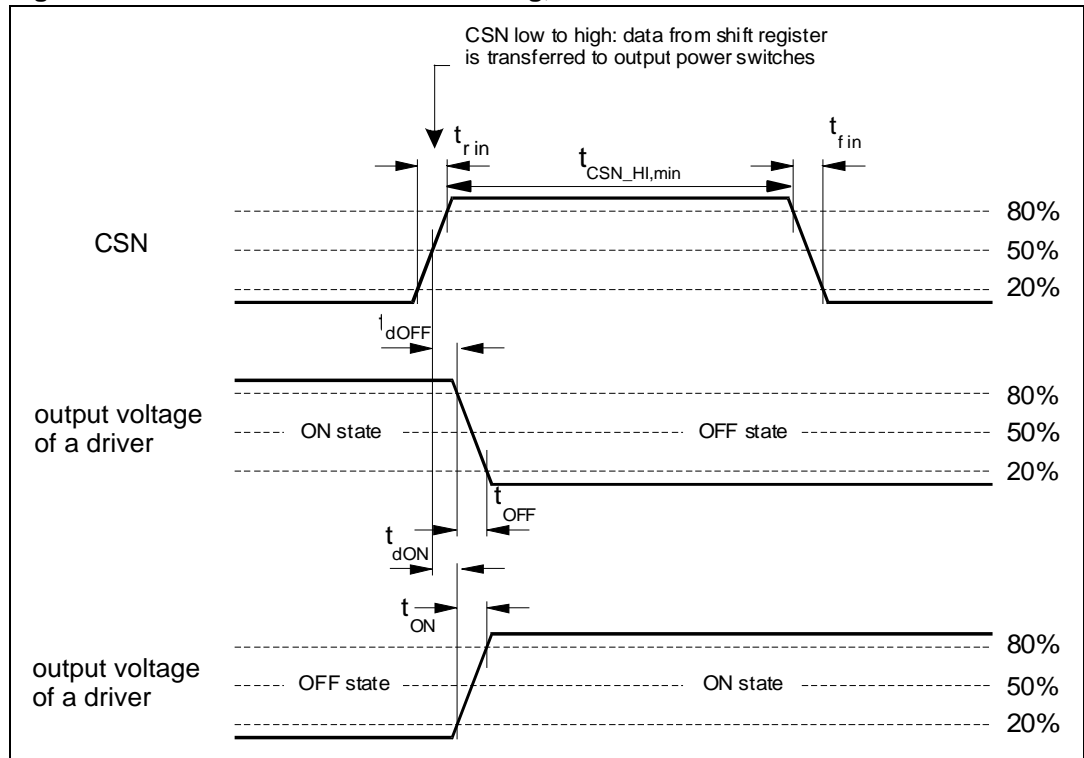 CSN low to high: data from shift register
is transferred to output power switches
t r in
t CSN_HI,min
t f in
CSN
80%
50%
20%
t dOFF
output voltage
of a driver
ON state
OFF state
80%
50%
20%
t OFF
t dON
t ON
output voltage
of a driver
OFF state
ON state
80%
50%
20%